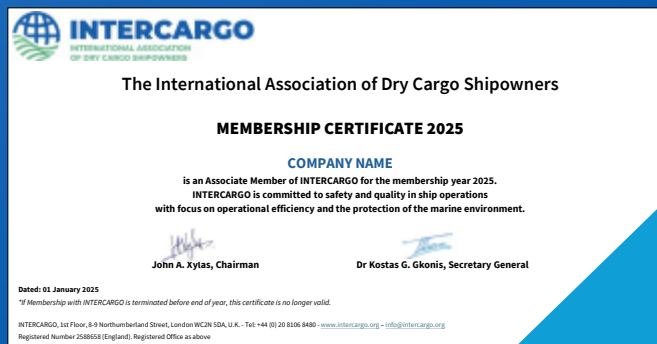 INTERCARGO
INTERNATIONAL ASSOCIATION
OF DRY CARGO SHIPOWNERS
The International Association of Dry Cargo Shipowners
MEMBERSHIP CERTIFICATE 2025
COMPANY NAME
is an Associate Member of INTERCARGO for the membership year 2025.
INTERCARGO is committed to safety and quality in ship operations
with focus on operational efficiency and the protection of the marine environment.
John A. Xylas, Chairman
Dr Kostas G. Gkonis, Secretary General
Dated: 01 January 2025
*If Membership with INTERCARGO is terminated before end of year, this certificate is no longer valid.
INTERCARGO, 1st Floor, 8-9 Northumberland Street, London WC2N 5DA, U.K. - Tel: +44 (0) 20 8106 8480 - www.intercargo.org – info@intercargo.org
Registered Number 2588658 (England). Registered Office as above